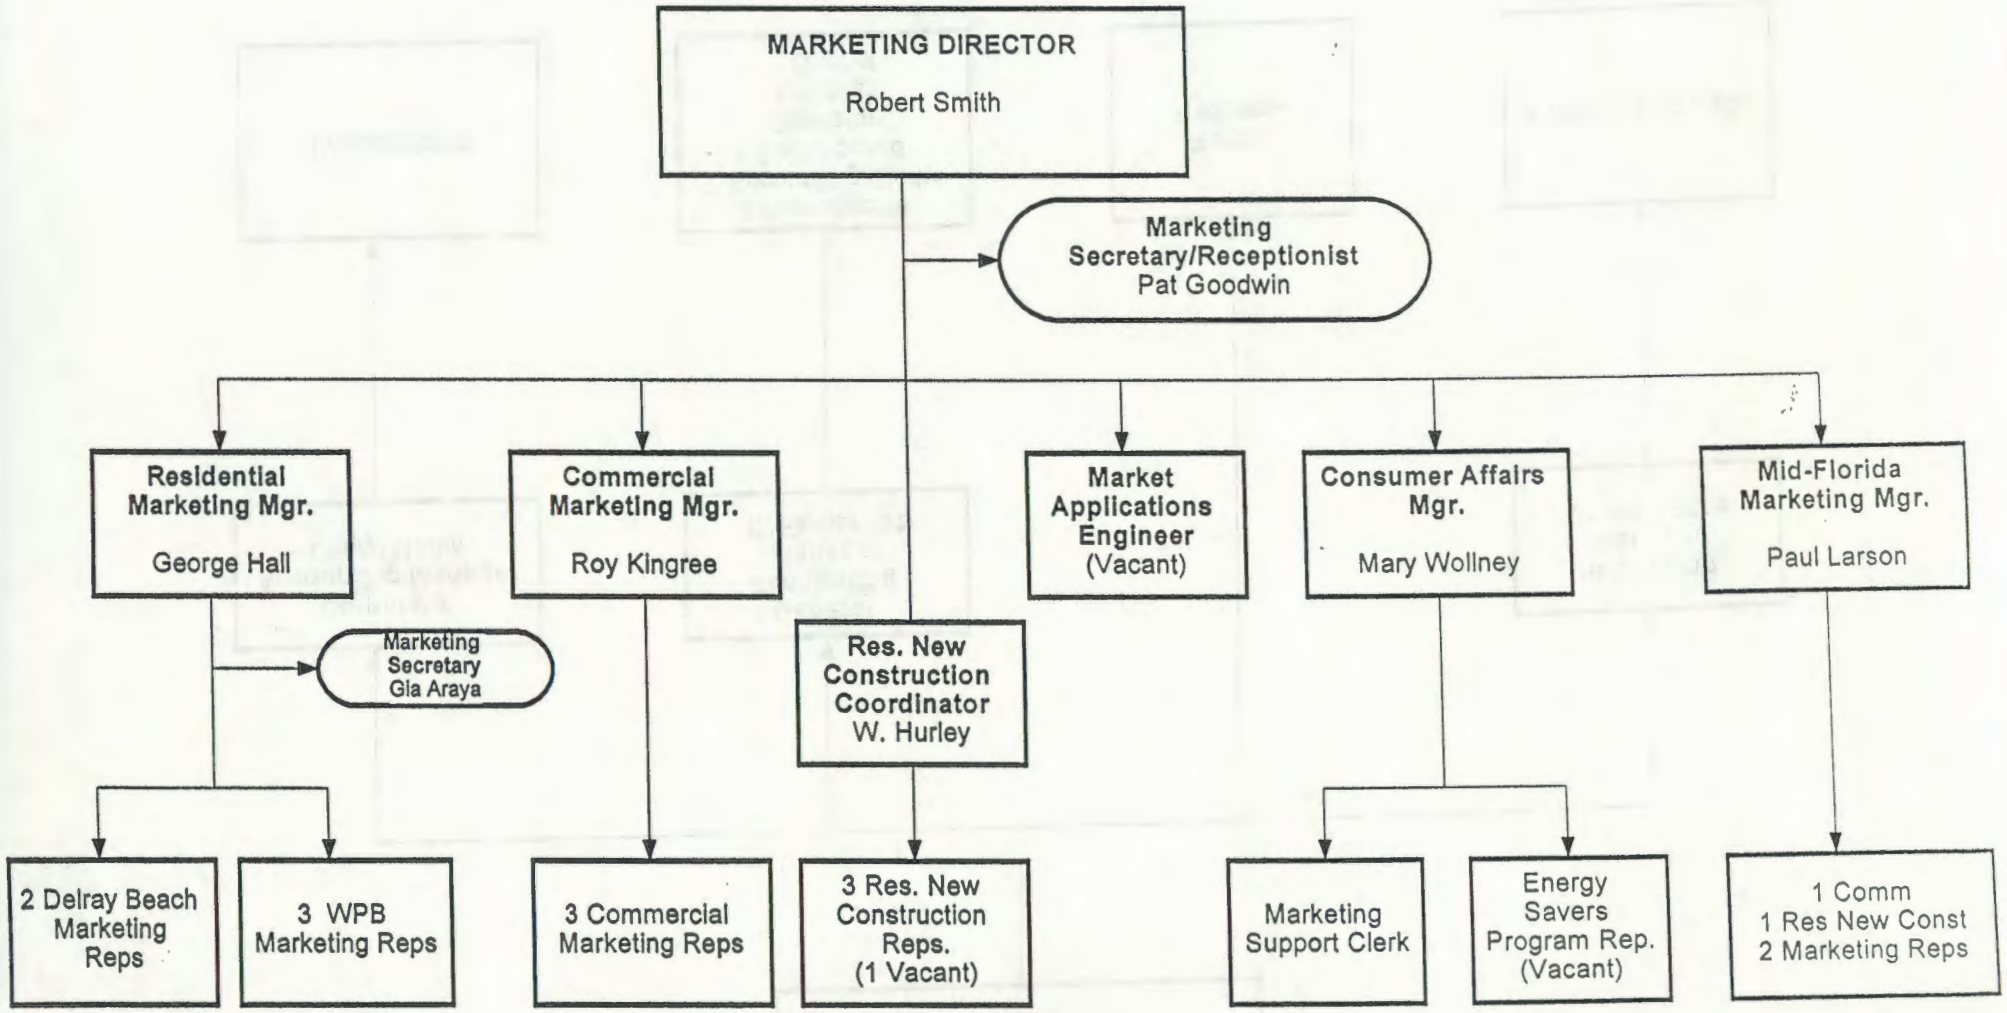 MARKETING DIRECTOR
Robert Smith
Marketing
Secretary/Receptionist
Pat Goodwin
Residential
Marketing Mgr.
George Hall
Commercial
Marketing Mgr.
Roy Kingree
Market
Applications
Engineer
(Vacant)
Consumer Affairs
Mgr.
Mary Wollney
Mid-Florida
Marketing Mgr.
Paul Larson
Marketing
Secretary
Gia Araya
Res. New
Construction
Coordinator
W. Hurley
2 Delray Beach
Marketing
Reps
3 WPB
Marketing Reps
3 Commercial
Marketing Reps
3 Res. New
Construction
Reps.
(1 Vacant)
Marketing
Support Clerk
Energy
Savers
Program Rep.
(Vacant)
1 Comm
1 Res New Const
2 Marketing Reps